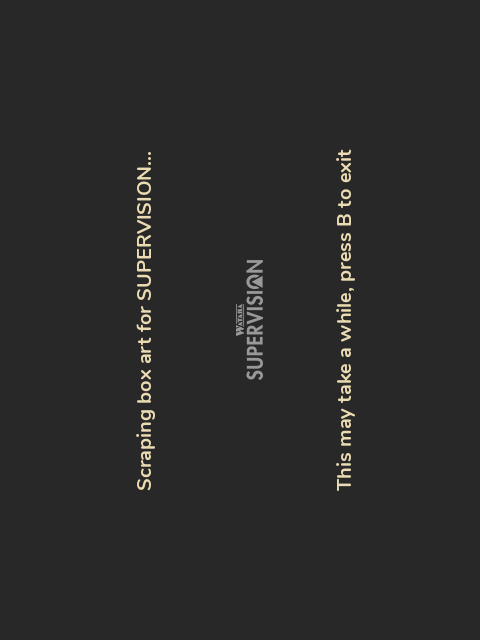 Scraping box art for SUPERVISION...
WATARA
SUPERVISION
This may take a while, press B to exit